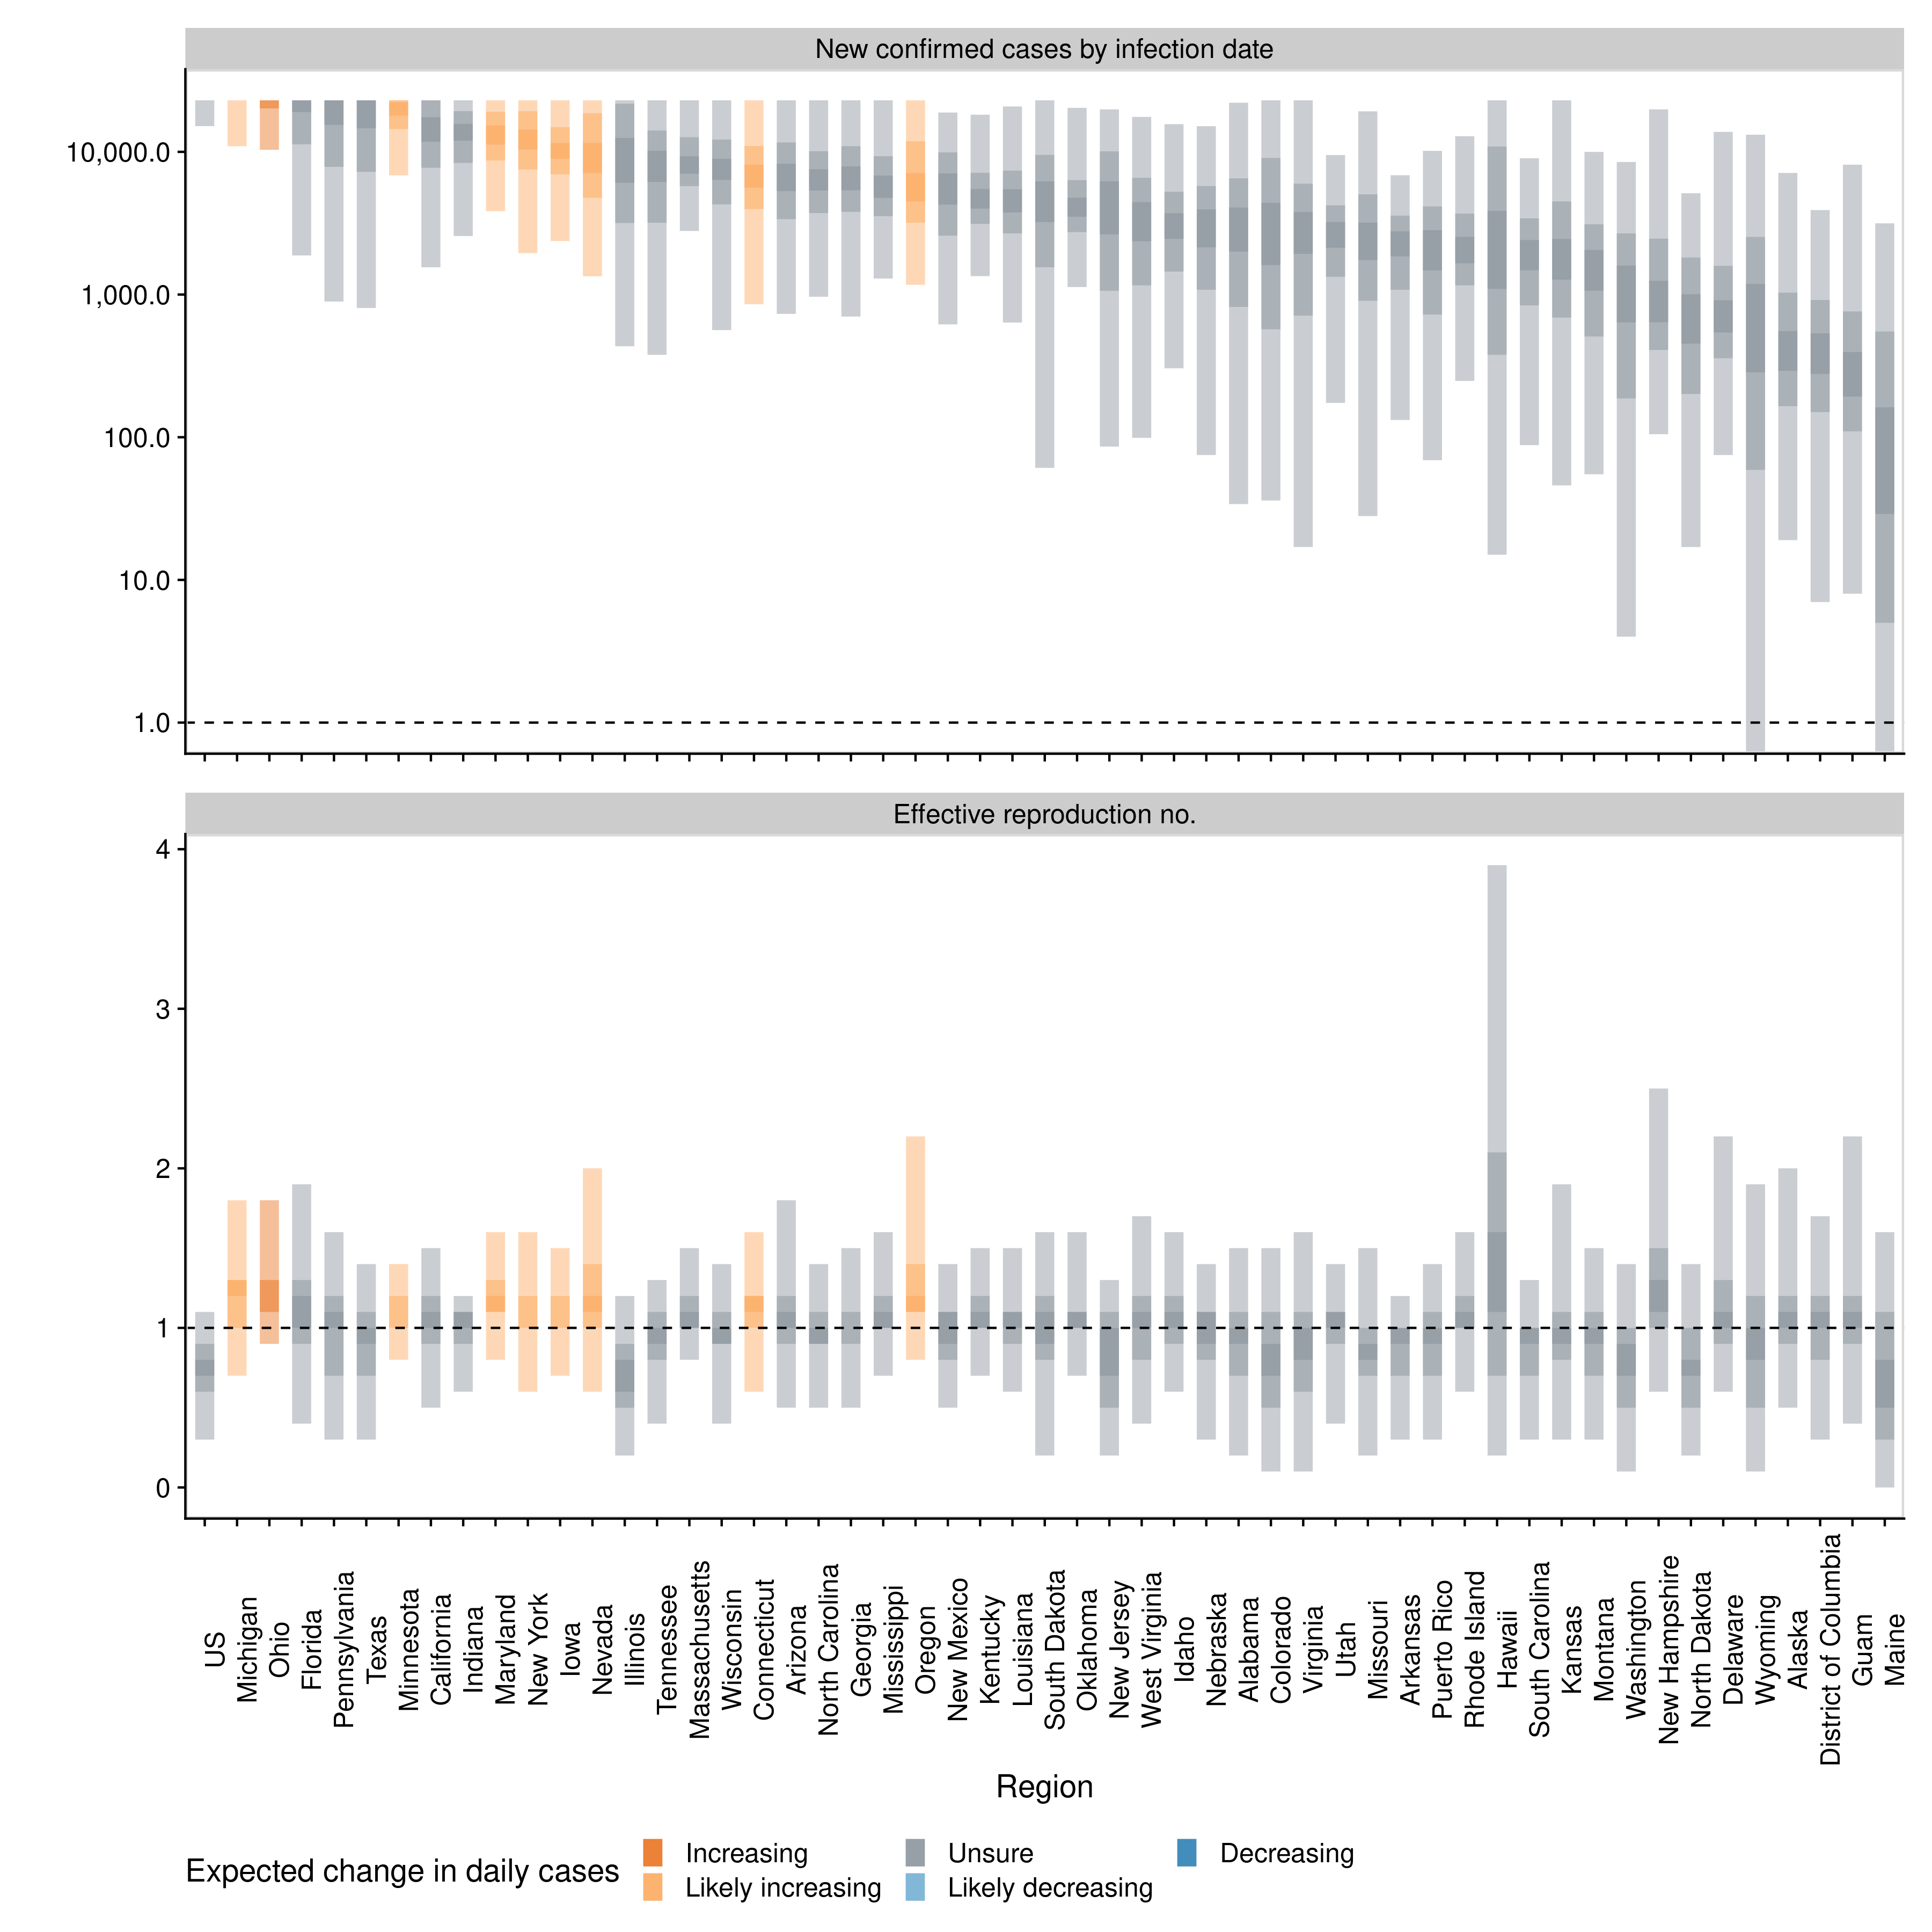 New confirmed cases by infection date
10,000.0
1,000.0
100.0
10.0
1.0
Effective reproduction no.
4
3
2
1
0
US
Michigan
Ohio
Florida
Pennsylvania
Texas
Minnesota
California
Indiana
Maryland
New York
Iowa
Nevada
Illinois
Tennessee
Massachusetts
Wisconsin
Connecticut
Arizona
North Carolina
Georgia
Mississippi
Oregon
New Mexico
Kentucky
Louisiana
South Dakota
Oklahoma
New Jersey
West Virginia
Idaho
Nebraska
Alabama
Colorado
Virginia
Utah
Missouri
Arkansas
Puerto Rico
Rhode Island
Hawaii
South Carolina
Kansas
Montana
Washington
New Hampshire
North Dakota
Delaware
Wyoming
Alaska
District of Columbia
Guam
Maine
Region
Expected change in daily cases
Increasing
Likely increasing
Unsure
Likely decreasing
Decreasing